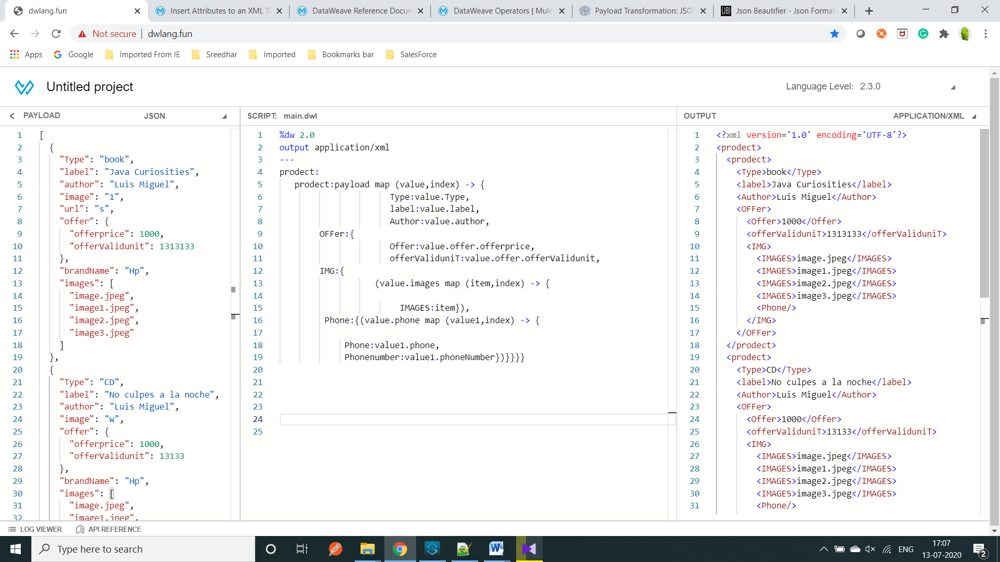 dwlang.fun
Insert Attributes to an XML Ta
DataWeave Reference Docun
DataWeave Operators | Mule
Payload Transformation: JSON
Json Beautifier - Json Format
Not secure | dwlang.fun
Apps Google Imported From IE Sreedhar Imported Bookmarks bar SalesForce
Untitled project
Language Level: 2.3.0
< PAYLOAD JSON
1 [
2 {
3 "Type": "book",
4 "label": "Java Curiosities",
5 "author": "Luis Miguel",
6 "image": "1",
7 "url": "s",
8 "offer": {
9 "offerprice": 1000,
10 "offerValidunit": 1313133
11 },
12 "brandName": "Hp",
13 "images": [
14 "image.jpeg",
15 "image1.jpeg",
16 "image2.jpeg",
17 "image3.jpeg"
18 ]
19 },
20 {
21 "Type": "CD",
22 "label": "No culpes a la noche",
23 "author": "Luis Miguel",
24 "image": "w",
25 "offer": {
26 "offerprice": 1000,
27 "offerValidunit": 13133
28 },
29 "brandName": "Hp",
30 "images": [
31 "image.jpeg",
32 "image1.jpeg",
SCRIPT: main.dwl
1 %dw 2.0
2 output application/xml
3 ---
4 prodect:
5 prodect:payload map (value,index) -> {
6 Type:value.Type,
7 label:value.label,
8 Author:value.author,
9 OFFer:{
10 Offer:value.offer.offerprice,
11 offerValiduniT:value.offer.offerValidunit,
12 IMG:{
13 (value.images map (item,index) -> {
14
15 IMAGES:item}),
16 Phone:{(value.phone map (value1,index) -> {
17
18 Phone:value1.phone,
19 Phonenumber:value1.phoneNumber})}}}}
20
21
22
23
24
25
OUTPUT APPLICATION/XML
1 <?xml version='1.0' encoding='UTF-8'?>
2 <prodect>
3 <prodect>
4 <Type>book</Type>
5 <label>Java Curiosities</label>
6 <Author>Luis Miguel</Author>
7 <OFFer>
8 <Offer>1000</Offer>
9 <offerValiduniT>1313133</offerValiduniT>
10 <IMG>
11 <IMAGES>image.jpeg</IMAGES>
12 <IMAGES>image1.jpeg</IMAGES>
13 <IMAGES>image2.jpeg</IMAGES>
14 <IMAGES>image3.jpeg</IMAGES>
15 <Phone/>
16 </IMG>
17 </OFFer>
18 </prodect>
19 <prodect>
20 <Type>CD</Type>
21 <label>No culpes a la noche</label>
22 <Author>Luis Miguel</Author>
23 <OFFer>
24 <Offer>1000</Offer>
25 <offerValiduniT>13133</offerValiduniT>
26 <IMG>
27 <IMAGES>image.jpeg</IMAGES>
28 <IMAGES>image1.jpeg</IMAGES>
29 <IMAGES>image2.jpeg</IMAGES>
30 <IMAGES>image3.jpeg</IMAGES>
31 <Phone/>
LOG VIEWER API REFERENCE
Type here to search
ENG
17:07
13-07-2020
2